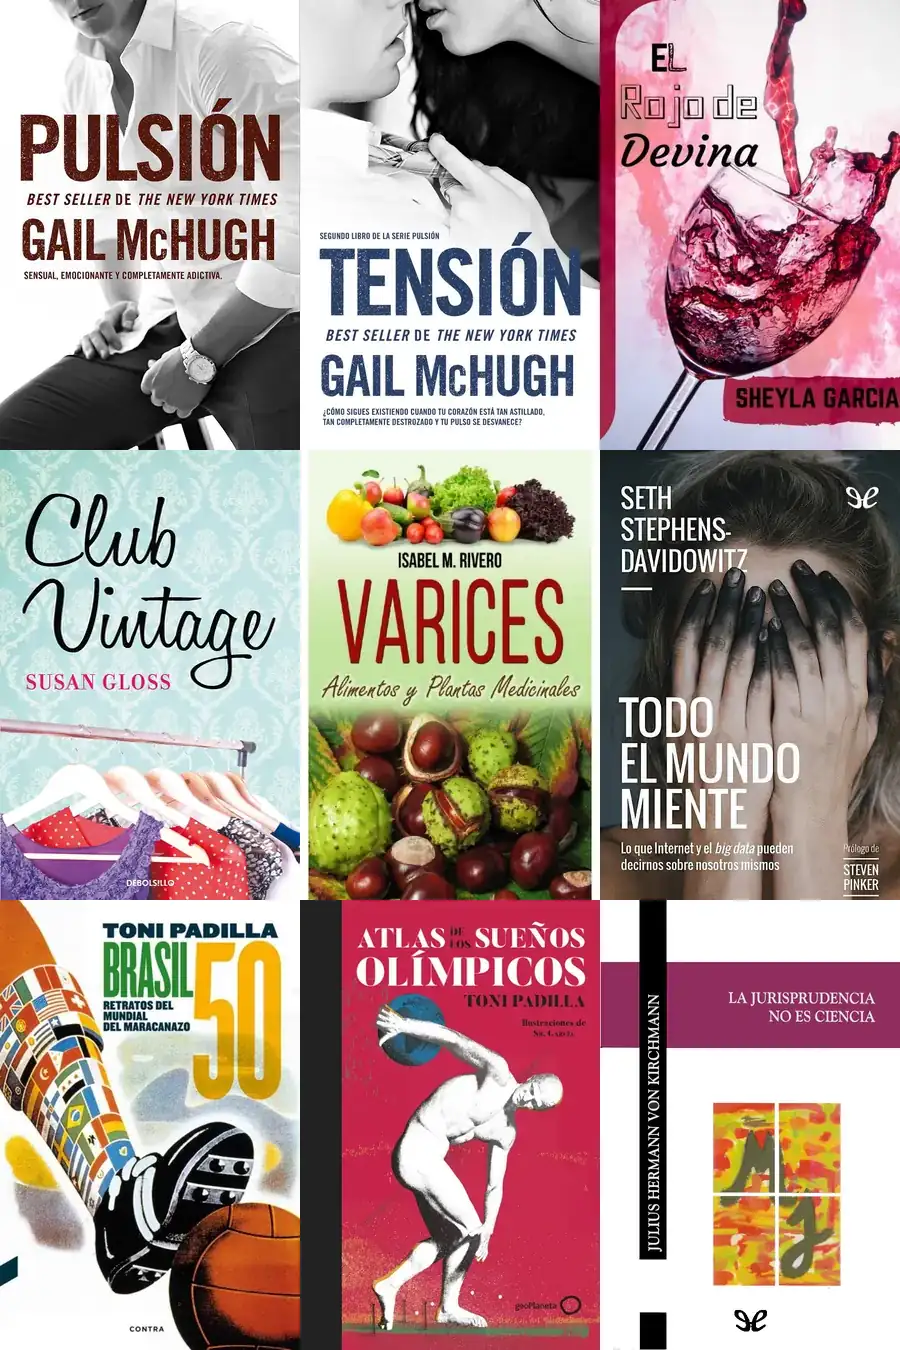 PULSIÓN
BEST SELLER DE THE NEW YORK TIMES
GAIL McHUGH
SENSUAL, EMOCIONANTE Y COMPLETAMENTE ADICTIVA.
SEGUNDO LIBRO DE LA SERIE PULSIÓN
TENSIÓN
BEST SELLER DE THE NEW YORK TIMES
GAIL McHUGH
¿CÓMO SIGUES EXISTIENDO CUANDO TU CORAZÓN ESTÁ TAN ASTILLADO,
TAN COMPLETAMENTE DESTROZADO Y TU PULSO SE DESVANECE?
EL
Rojo de
Devina
SHEYLA GARCIA
Club
Vintage
SUSAN GLOSS
DEBOLS!LLO
ISABEL M. RIVERO
VARICES
Alimentos y Plantas Medicinales
SETH
STEPHENS-
DAVIDOWITZ
TODO
EL MUNDO
MIENTE
Lo que Internet y el big data pueden
decirnos sobre nosotros mismos
Prólogo de
STEVEN
PINKER
TONI PADILLA
BRASIL 50
RETRATOS DEL
MUNDIAL
DEL MARACANAZO
CONTRA
ATLAS DE LOS SUEÑOS
OLÍMPICOS
TONI PADILLA
Ilustraciones de
Sr. García
geoPlaneta
LA JURISPRUDENCIA
NO ES CIENCIA
JULIUS HERMANN VON KIRCHMANN
M
J